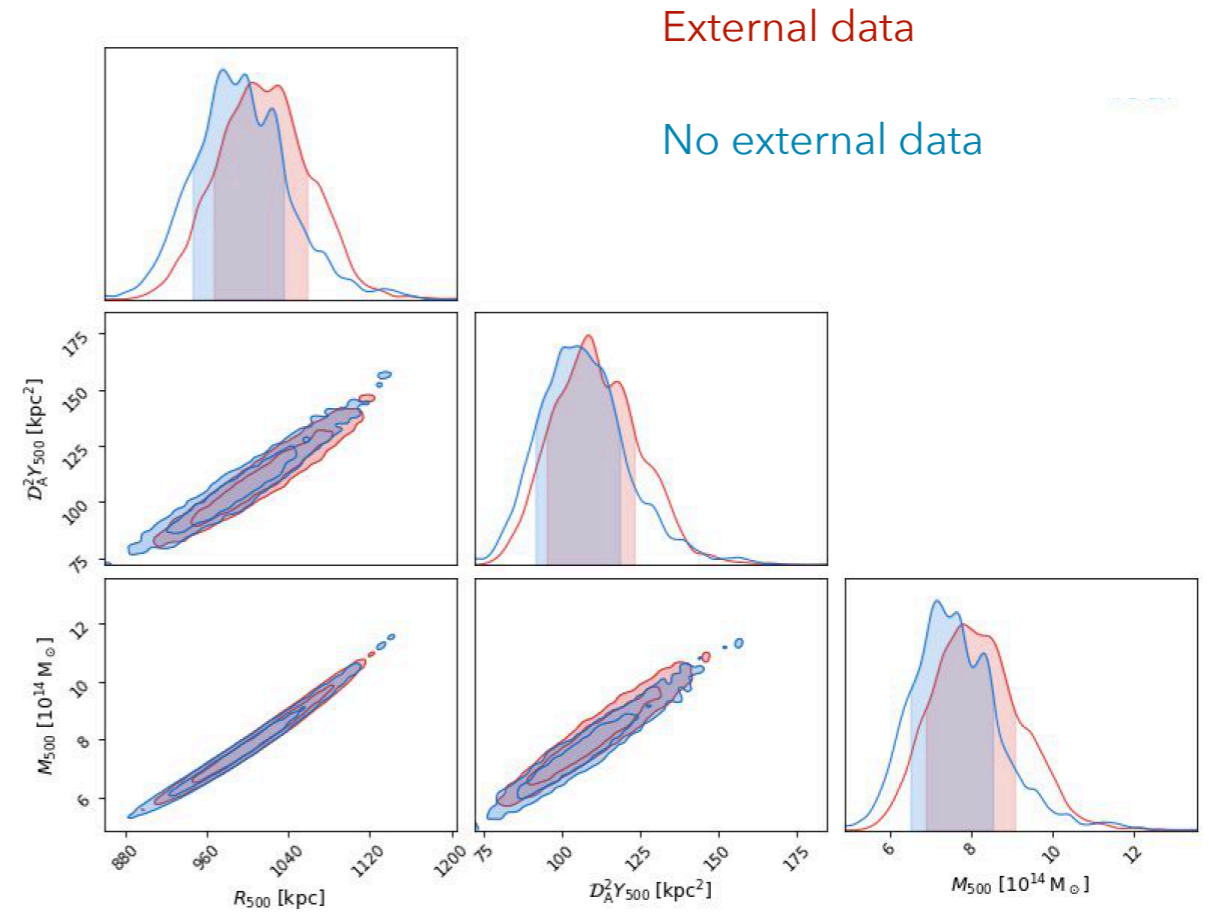 External data
No external data
175
150
125
100
75
D_A^2 Y_500 [kpc^2]
12
10
8
6
M_500 [10^14 M_⊙]
880 960 1040 1120 1200
R_500 [kpc]
75 100 125 150 175
D_A^2 Y_500 [kpc^2]
6 8 10 12
M_500 [10^14 M_⊙]